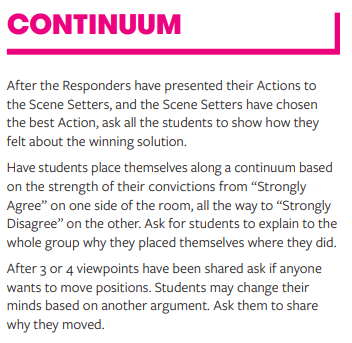 CONTINUUM
After the Responders have presented their Actions to
the Scene Setters, and the Scene Setters have chosen
the best Action, ask all the students to show how they
felt about the winning solution.
Have students place themselves along a continuum based
on the strength of their convictions from “Strongly
Agree” on one side of the room, all the way to “Strongly
Disagree” on the other. Ask for students to explain to the
whole group why they placed themselves where they did.
After 3 or 4 viewpoints have been shared ask if anyone
wants to move positions. Students may change their
minds based on another argument. Ask them to share
why they moved.